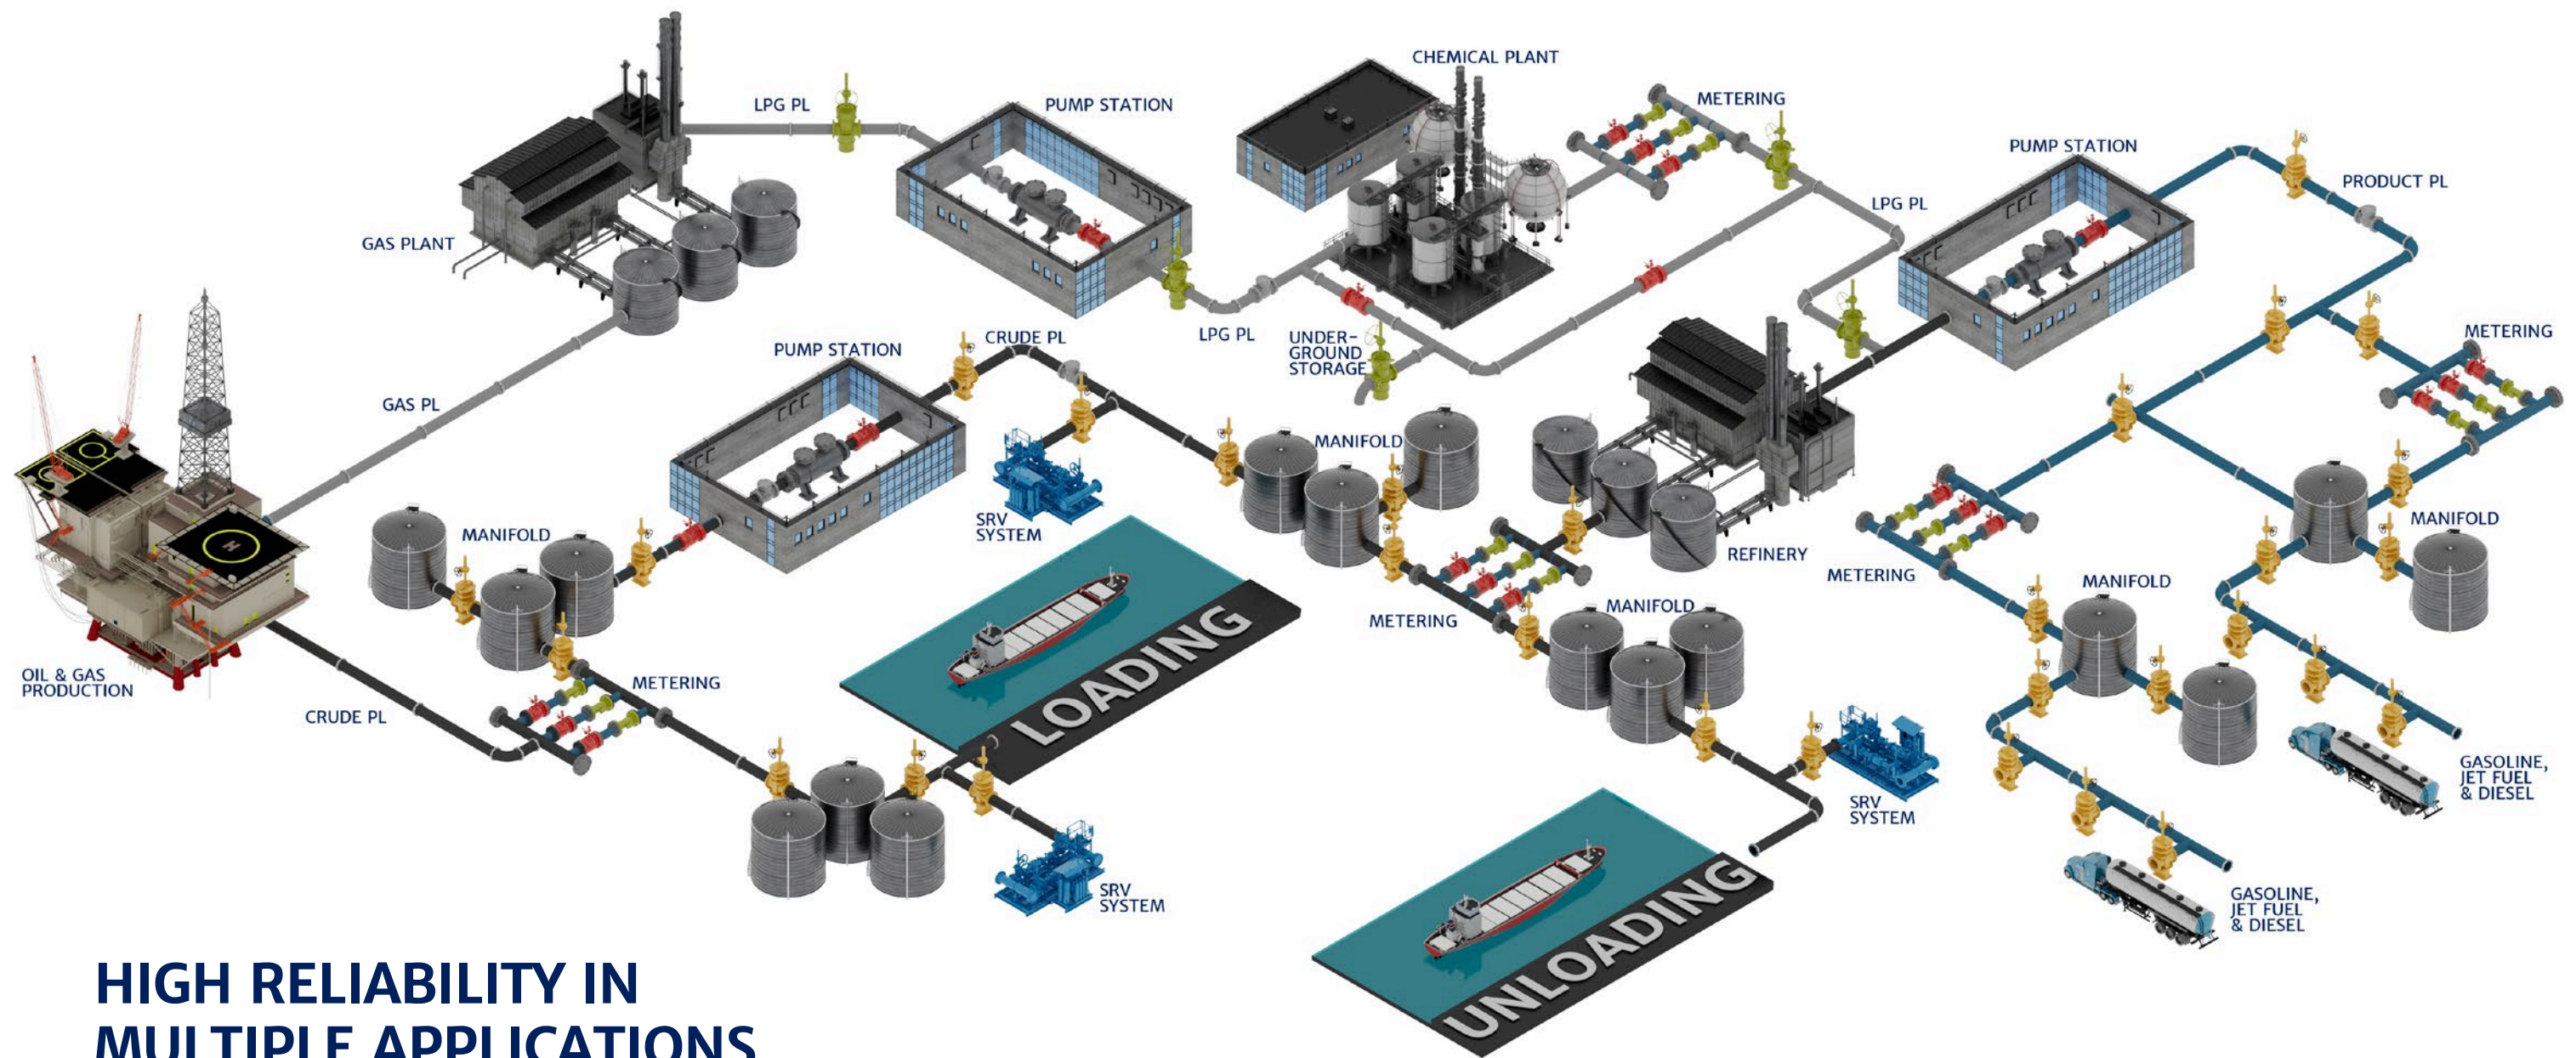 CHEMICAL PLANT
LPG PL
PUMP STATION
METERING
PUMP STATION
PRODUCT PL
LPG PL
GAS PLANT
LPG PL
UNDER-
GROUND
STORAGE
METERING
CRUDE PL
PUMP STATION
GAS PL
MANIFOLD
SRV
SYSTEM
MANIFOLD
H
REFINERY
MANIFOLD
METERING
MANIFOLD
MANIFOLD
METERING
OIL & GAS
PRODUCTION
METERING
CRUDE PL
LOADING
GASOLINE,
JET FUEL
& DIESEL
SRV
SYSTEM
SRV
SYSTEM
GASOLINE,
JET FUEL
& DIESEL
UNLOADING
HIGH RELIABILITY IN
MULTIPLE APPLICATIONS